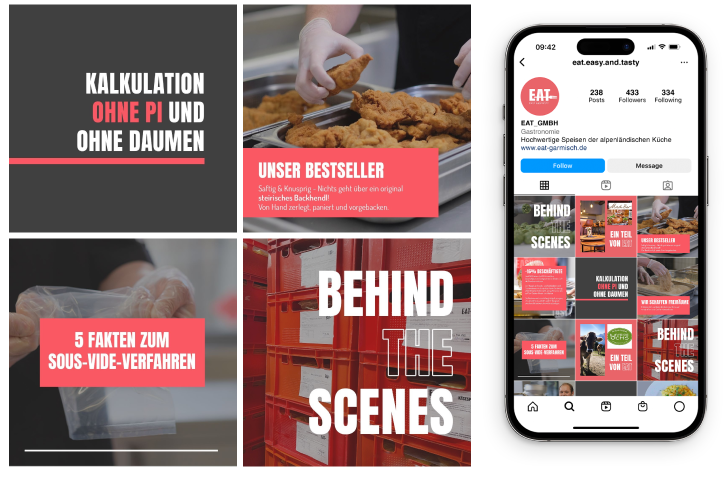 KALKULATION
OHNE PI UND
OHNE DAUMEN
UNSER BESTSELLER
Saftig & Knusprig - Nichts geht über ein original
steirisches Backhendl!
Von Hand zerlegt, paniert und vorgebacken.
5 FAKTEN ZUM
SOUS-VIDE-VERFAHREN
BEHIND
THE
SCENES
09:42
eat.easy.and.tasty
EAT
238
Posts
433
Followers
334
Following
EAT_GMBH
Gastronomie
Hochwertige Speisen der alpenländischen Küche
www.eat-garmisch.de
Follow
Message
BEHIND
THE
SCENES
EIN TEIL
VON EAT
UNSER BESTSELLER
KALKULATION
OHNE PI UND
OHNE DAUMEN
WIR SCHAFFEN FREIRÄUME
5 FAKTEN ZUM
SOUS-VIDE-VERFAHREN
EIN TEIL
VON EAT
BEHIND
THE
SCENES